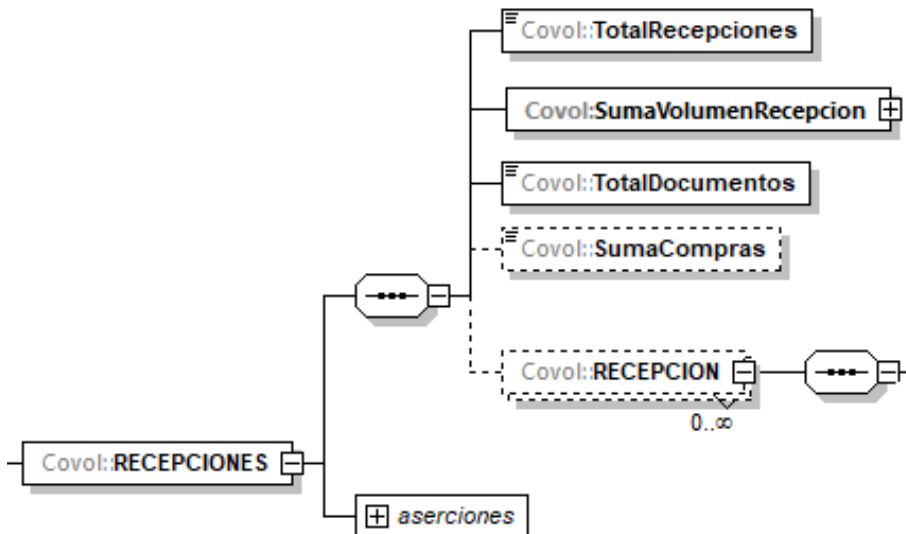 Covol::TotalRecepciones
Covol:SumaVolumenRecepcion
Covol::TotalDocumentos
Covol::SumaCompras
Covol::RECEPCION
0..∞
Covol::RECEPCIONES
aserciones